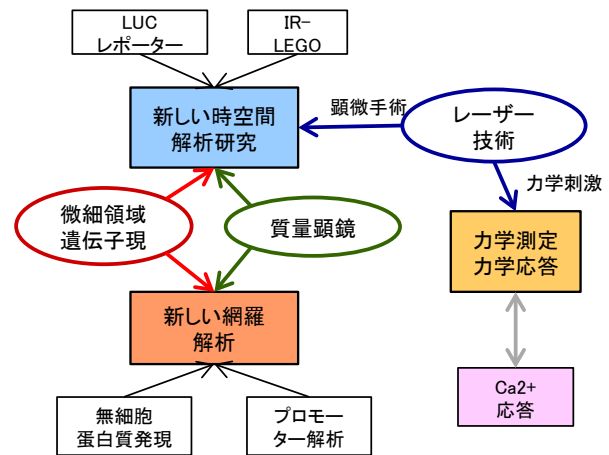 LUC
レポーター
IR-
LEGO
新しい時空間
解析研究
顕微手術
レーザー
技術
力学刺激
微細領域
遺伝子現
質量顕鏡
力学測定
力学応答
新しい網羅
解析
Ca2+
応答
無細胞
蛋白質発現
プロモー
ター解析